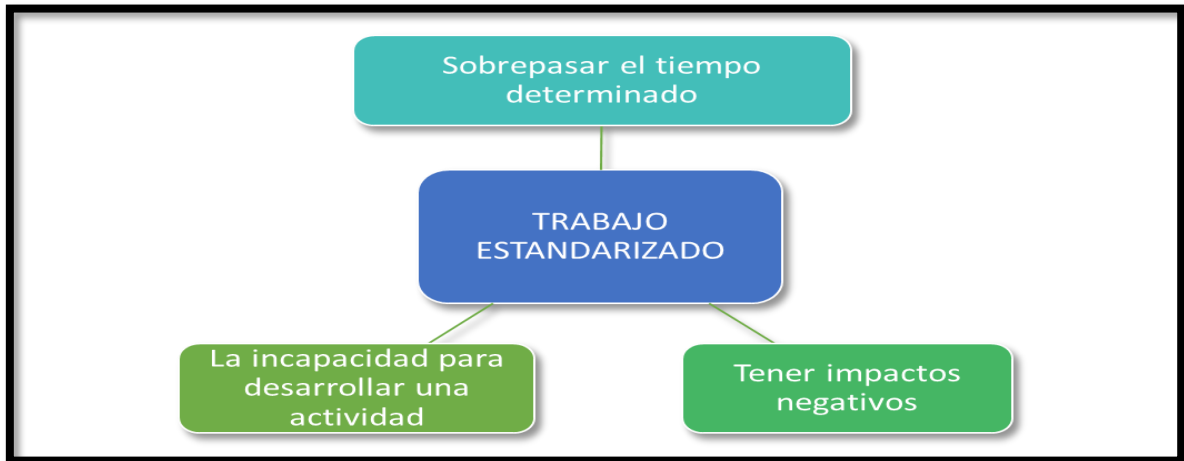 Sobrepasar el tiempo
determinado
TRABAJO
ESTANDARIZADO
La incapacidad para
desarrollar una
actividad
Tener impactos
negativos